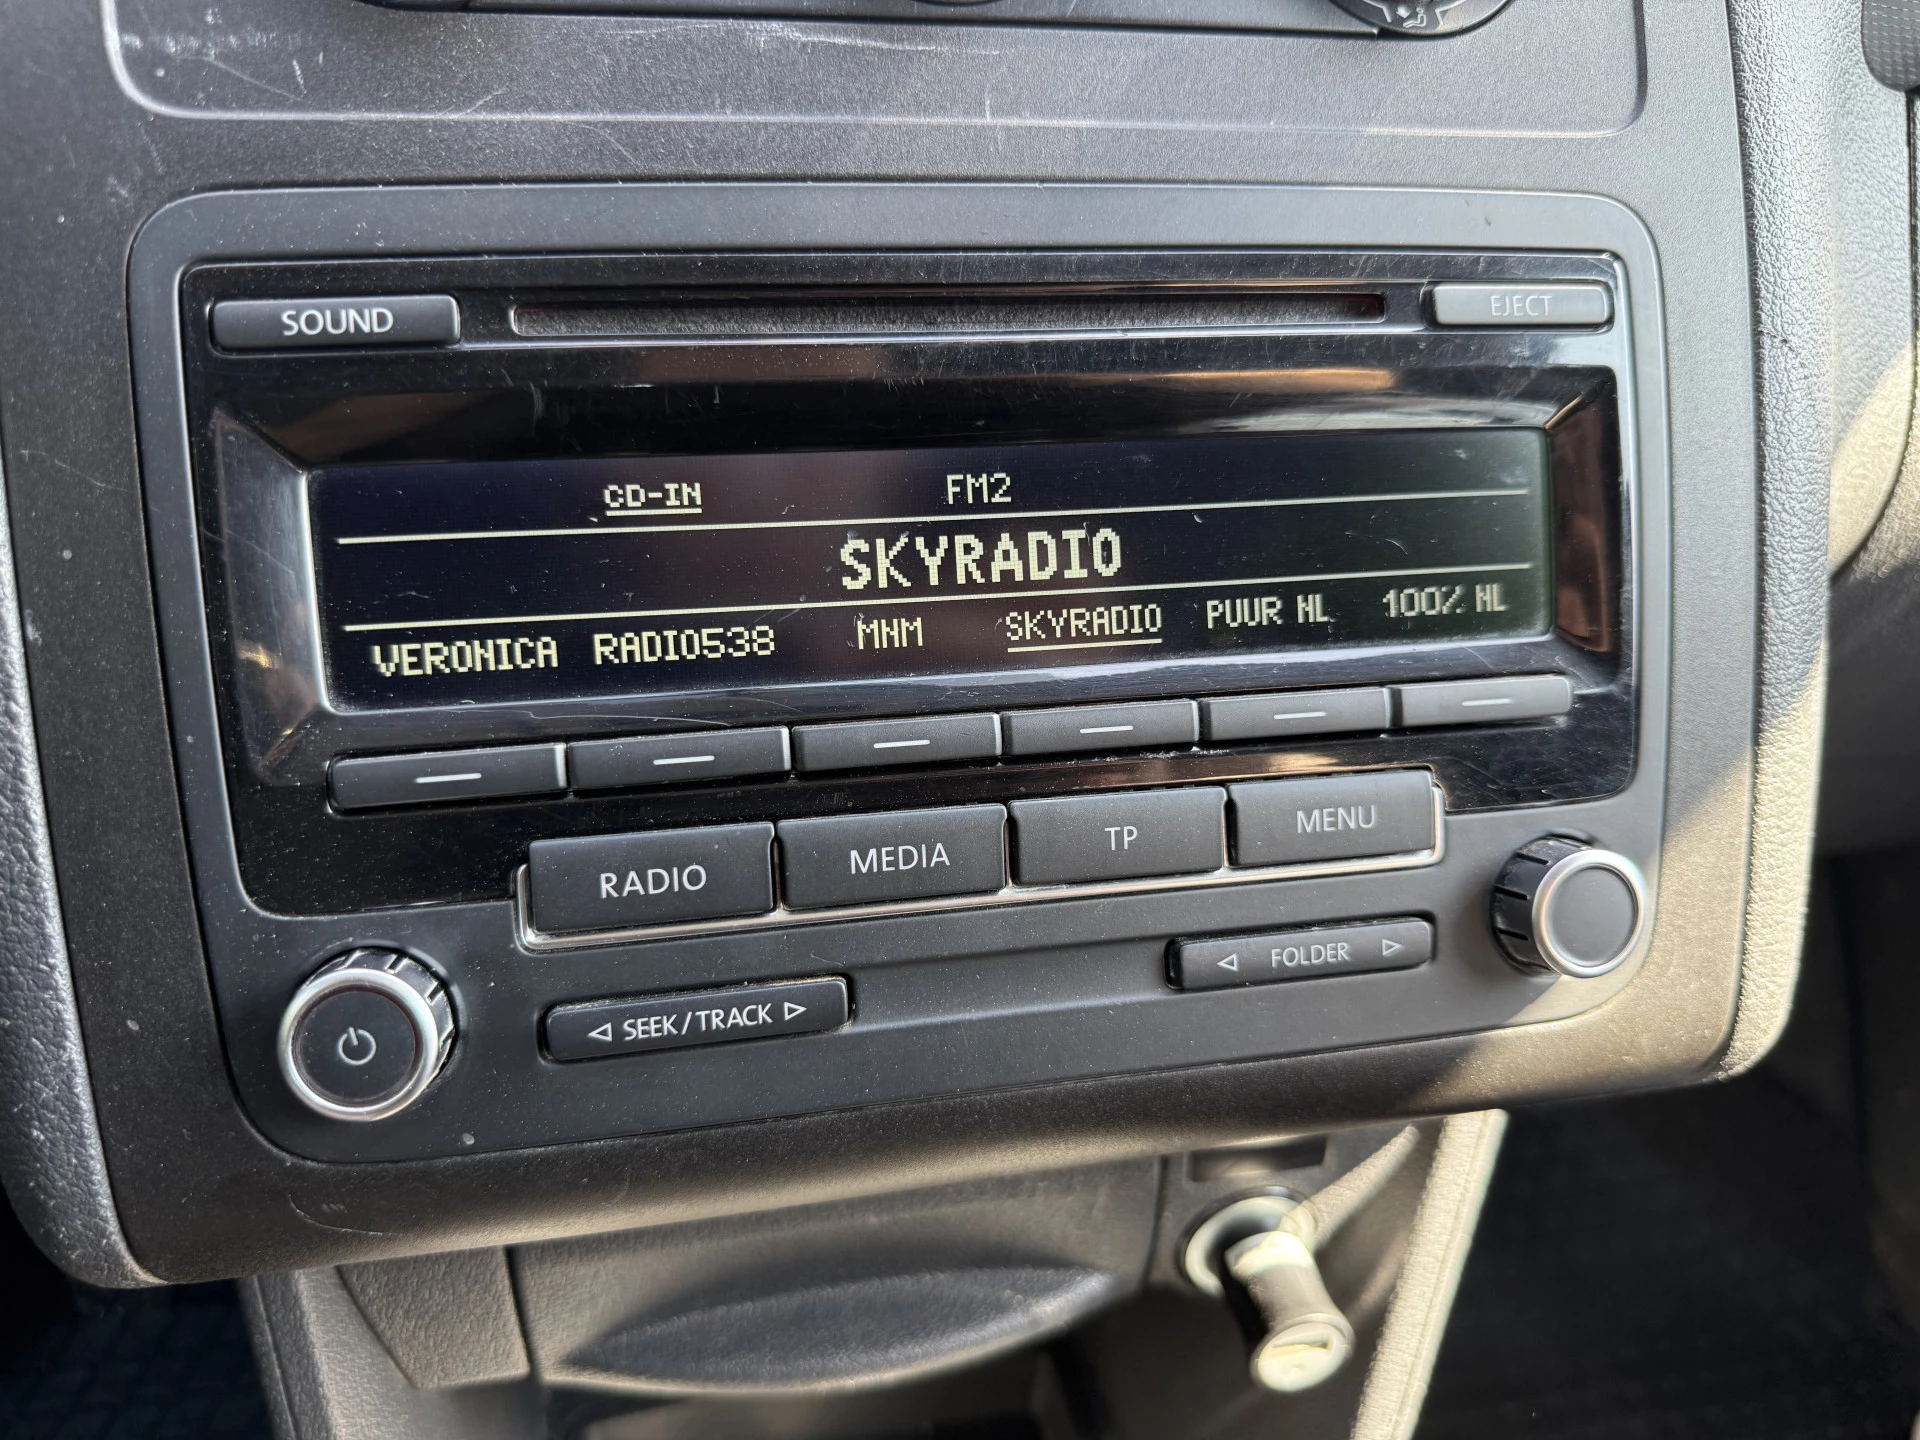 SOUND
EJECT
CD-IN FM2
SKYRADIO
VERONICA RADIO538 MNM SKYRADIO PUUR NL 100% NL
RADIO MEDIA TP MENU
SEEK/TRACK
FOLDER